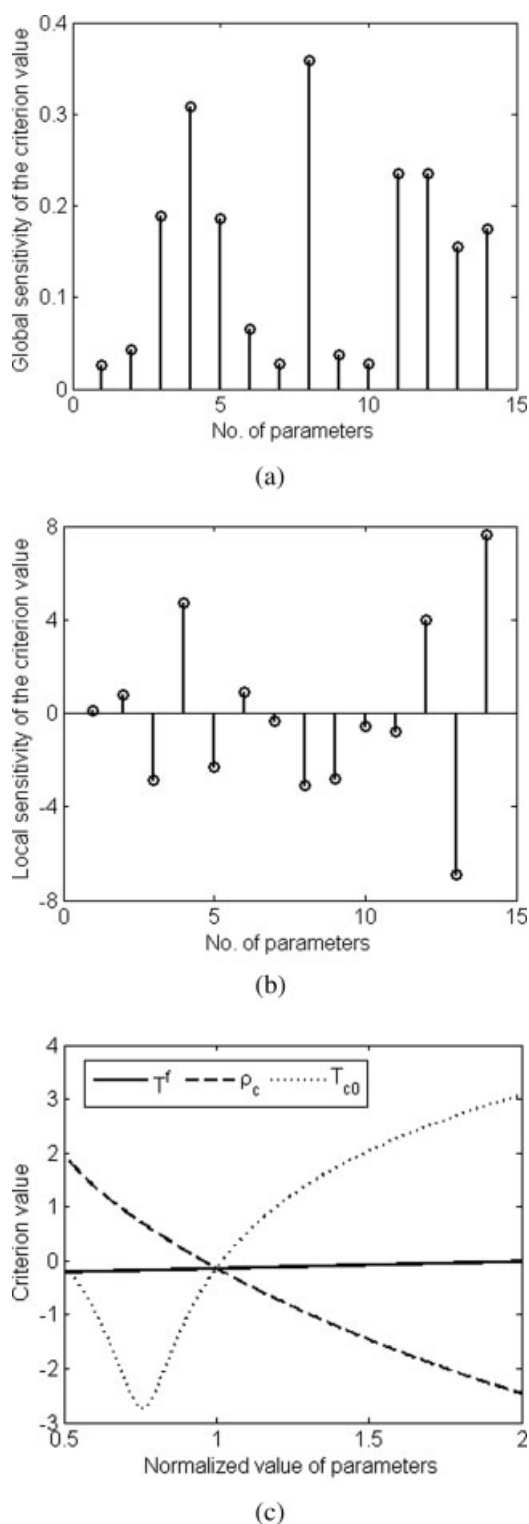 0.4
0.3
0.2
0.1
0
Global sensitivity of the criterion value
0 5 10 15
No. of parameters
(a)
8
4
0
-4
-8
Local sensitivity of the criterion value
0 5 10 15
No. of parameters
(b)
4
3
2
1
0
-1
-2
-3
Criterion value
T^f ρ_c T_c0
0.5 1 1.5 2
Normalized value of parameters
(c)